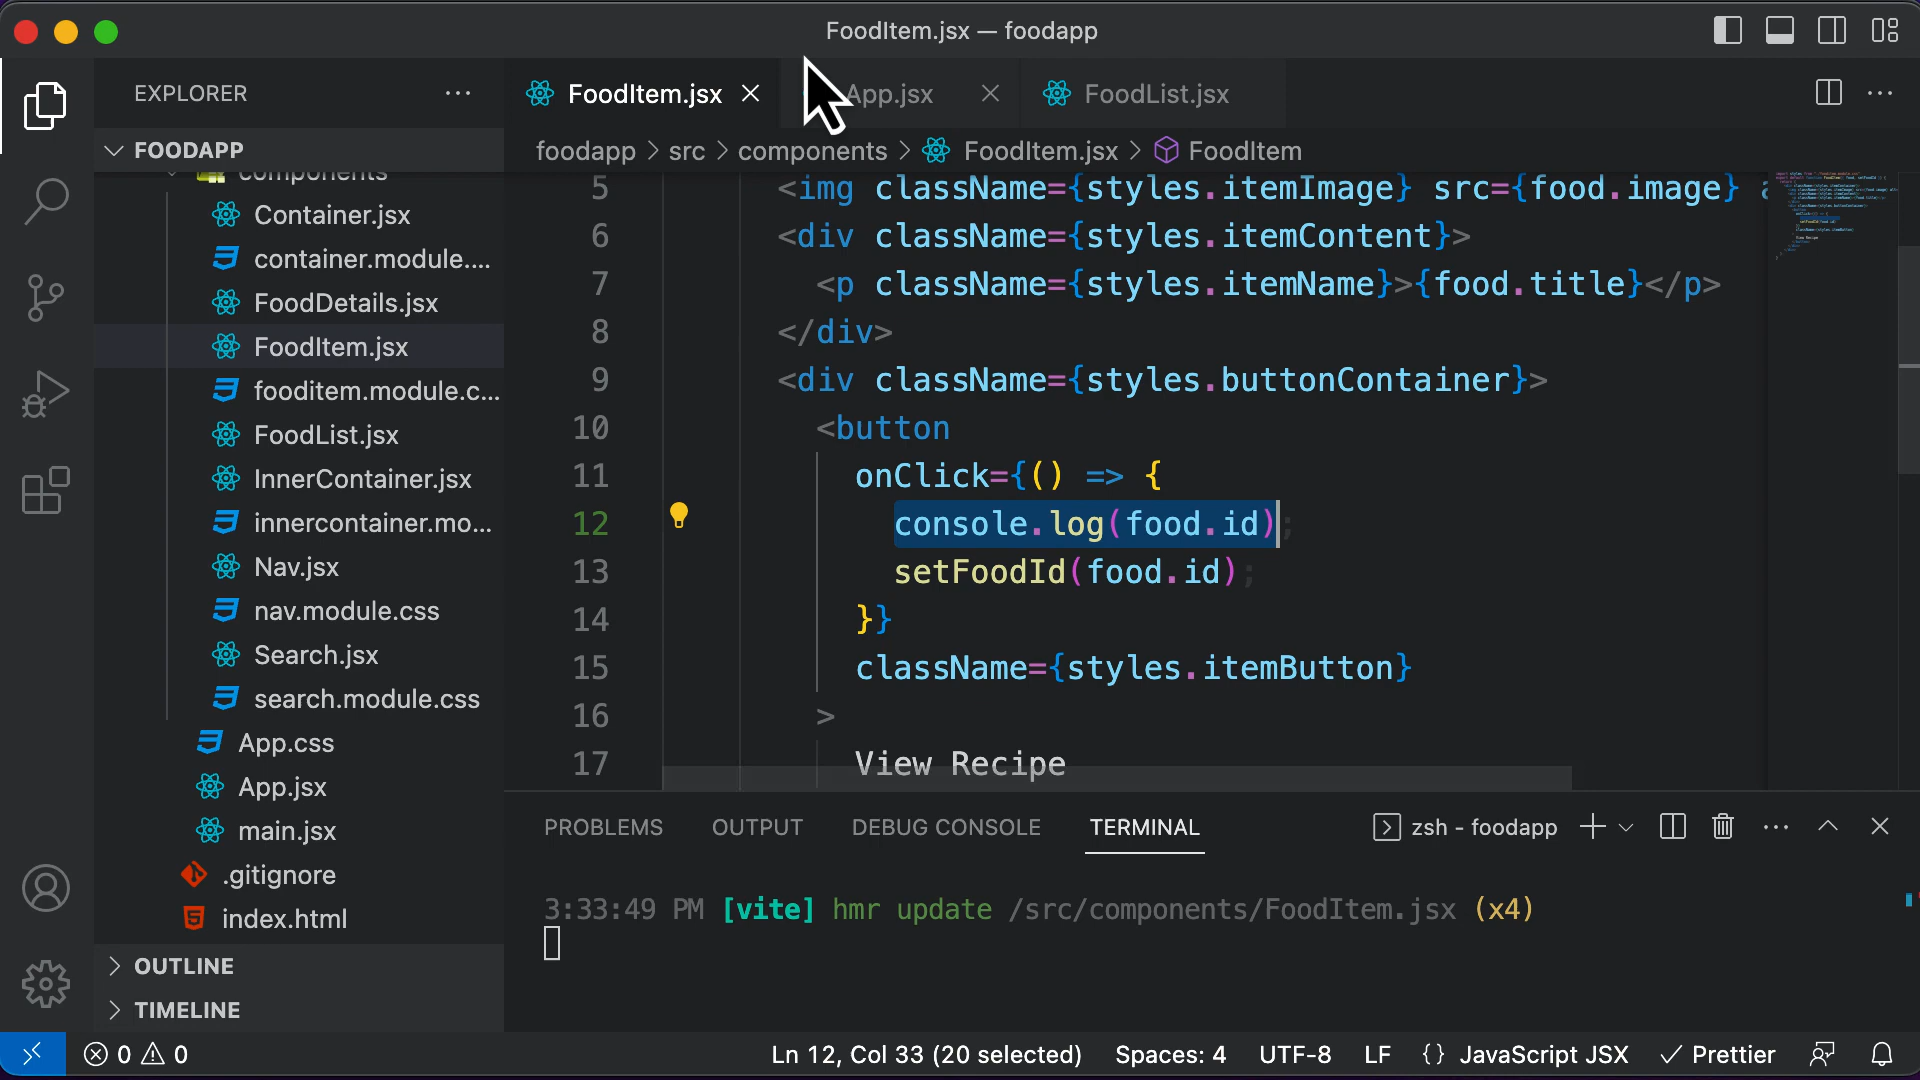 FoodItem.jsx — foodapp
EXPLORER
FoodItem.jsx
App.jsx
FoodList.jsx
FOODAPP
foodapp > src > components > FoodItem.jsx > FoodItem
components
Container.jsx
container.module....
FoodDetails.jsx
FoodItem.jsx
fooditem.module.c...
FoodList.jsx
InnerContainer.jsx
innercontainer.mo...
Nav.jsx
nav.module.css
Search.jsx
search.module.css
App.css
App.jsx
main.jsx
.gitignore
index.html
OUTLINE
TIMELINE
5 <img className={styles.itemImage} src={food.image}
6 <div className={styles.itemContent}>
7 <p className={styles.itemName}>{food.title}</p>
8 </div>
9 <div className={styles.buttonContainer}>
10 <button
11 onClick={() => {
12 console.log(food.id);
13 setFoodId(food.id);
14 }}
15 className={styles.itemButton}
16 >
17 View Recipe
PROBLEMS OUTPUT DEBUG CONSOLE TERMINAL zsh - foodapp
3:33:49 PM [vite] hmr update /src/components/FoodItem.jsx (x4)
0 0 Ln 12, Col 33 (20 selected) Spaces: 4 UTF-8 LF {} JavaScript JSX Prettier